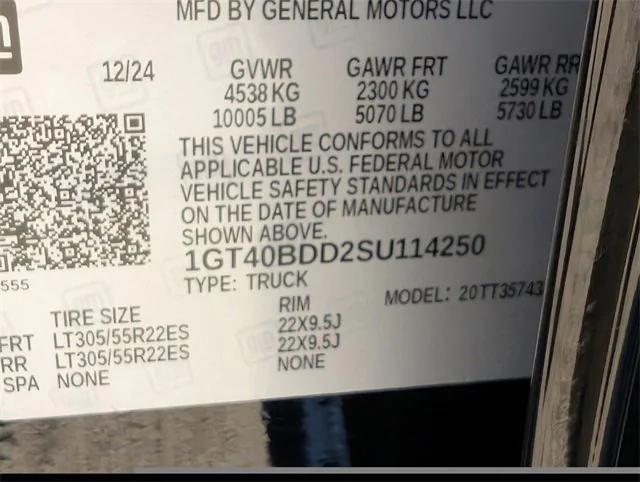 MFD BY GENERAL MOTORS LLC
gm
12/24 GVWR GAWR FRT GAWR RR
4538 KG 2300 KG 2599 KG
10005 LB 5070 LB 5730 LB
THIS VEHICLE CONFORMS TO ALL
APPLICABLE U.S. FEDERAL MOTOR
VEHICLE SAFETY STANDARDS IN EFFECT
ON THE DATE OF MANUFACTURE
SHOWN ABOVE.
1GT40BDD2SU114250
555
TYPE: TRUCK MODEL: 20TT35743
TIRE SIZE RIM
FRT LT305/55R22ES 22X9.5J
RR LT305/55R22ES 22X9.5J
SPA NONE NONE